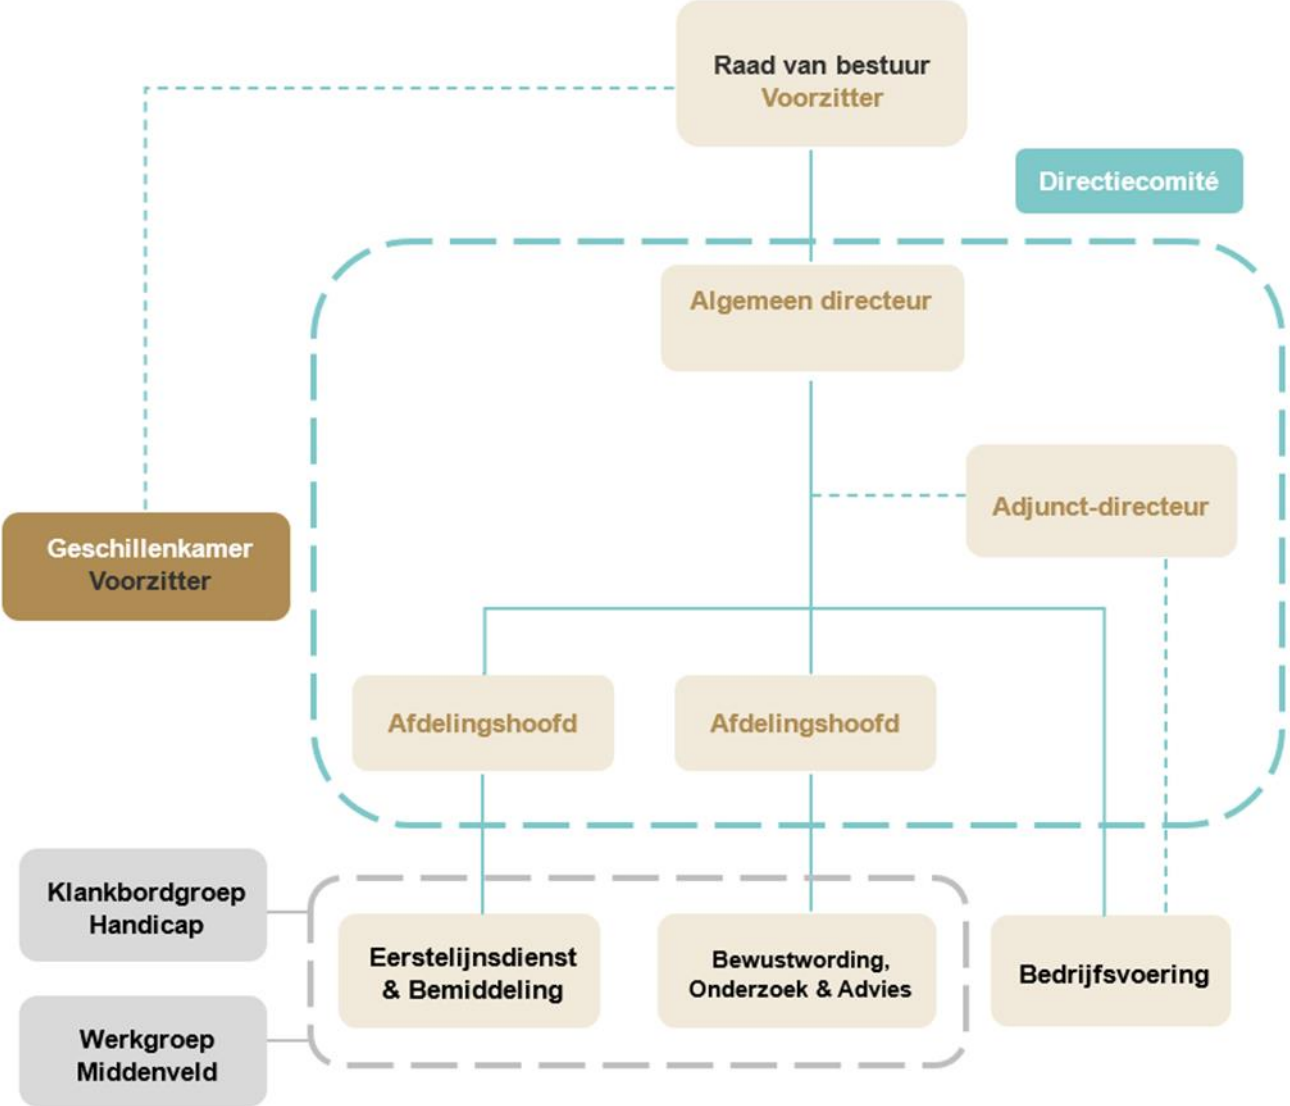 Raad van bestuur
Voorzitter
Directiecomité
Algemeen directeur
Adjunct-directeur
Geschillenkamer
Voorzitter
Afdelingshoofd
Afdelingshoofd
Klankbordgroep
Handicap
Eerstelijnsdienst
& Bemiddeling
Bewustwording,
Onderzoek & Advies
Bedrijfsvoering
Werkgroep
Middenveld